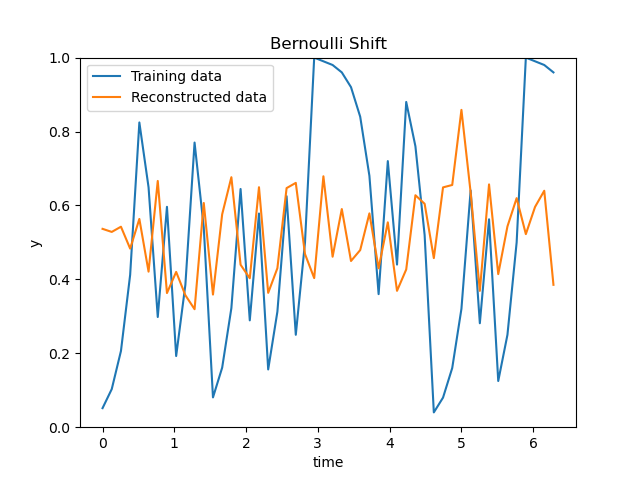 Bernoulli Shift
Training data
Reconstructed data
1.0
0.8
0.6
0.4
0.2
0.0
y
0 1 2 3 4 5 6
time